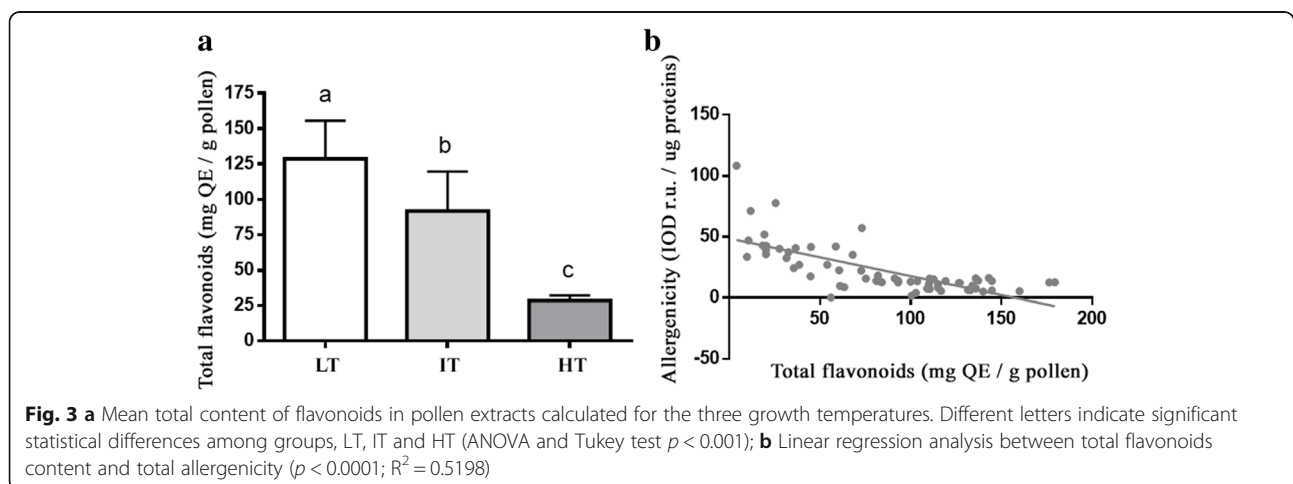 a
Total flavonoids (mg QE / g pollen)
175
150
125
100
75
50
25
0
a
b
c
LT
IT
HT
b
Allergenicity (IOD r.u. / ug proteins)
150
100
50
0
-50
50
100
150
200
Total flavonoids (mg QE / g pollen)
Fig. 3 a Mean total content of flavonoids in pollen extracts calculated for the three growth temperatures. Different letters indicate significant
statistical differences among groups, LT, IT and HT (ANOVA and Tukey test p < 0.001); b Linear regression analysis between total flavonoids
content and total allergenicity (p < 0.0001; R² = 0.5198)